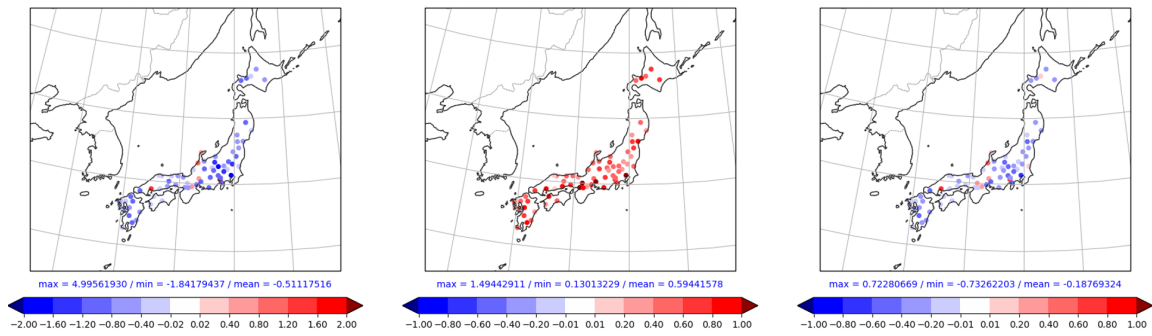 max = 4.99561930 / min = -1.84179437 / mean = -0.51117516
−2.00 −1.60 −1.20 −0.80 −0.40 −0.02 0.02 0.40 0.80 1.20 1.60 2.00
max = 1.49442911 / min = 0.13013229 / mean = 0.59441578
−1.00 −0.80 −0.60 −0.40 −0.20 −0.01 0.01 0.20 0.40 0.60 0.80 1.00
max = 0.72280669 / min = -0.73262203 / mean = -0.18769324
−1.00 −0.80 −0.60 −0.40 −0.20 −0.01 0.01 0.20 0.40 0.60 0.80 1.00